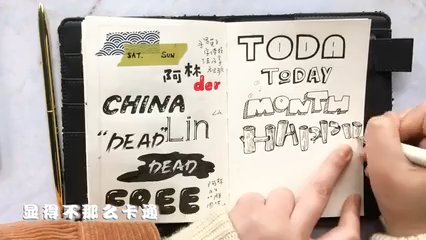 SAT. SUN
阿林
der
CHINA
"DEAD" Lin
DEAD
FREE
TODA
TODAY
MONTH
HAPPI
显得不那么卡通